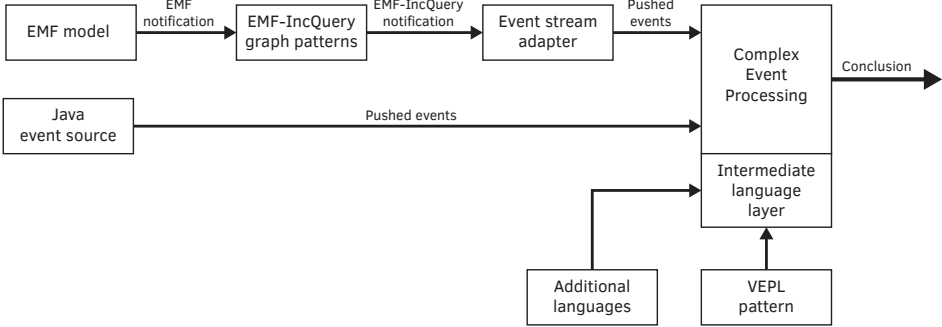 EMF
notification
EMF-IncQuery
notification
Pushed
events
EMF model
EMF-IncQuery
graph patterns
Event stream
adapter
Complex
Event
Processing
Conclusion
Java
event source
Pushed events
Intermediate
language
layer
Additional
languages
VEPL
pattern